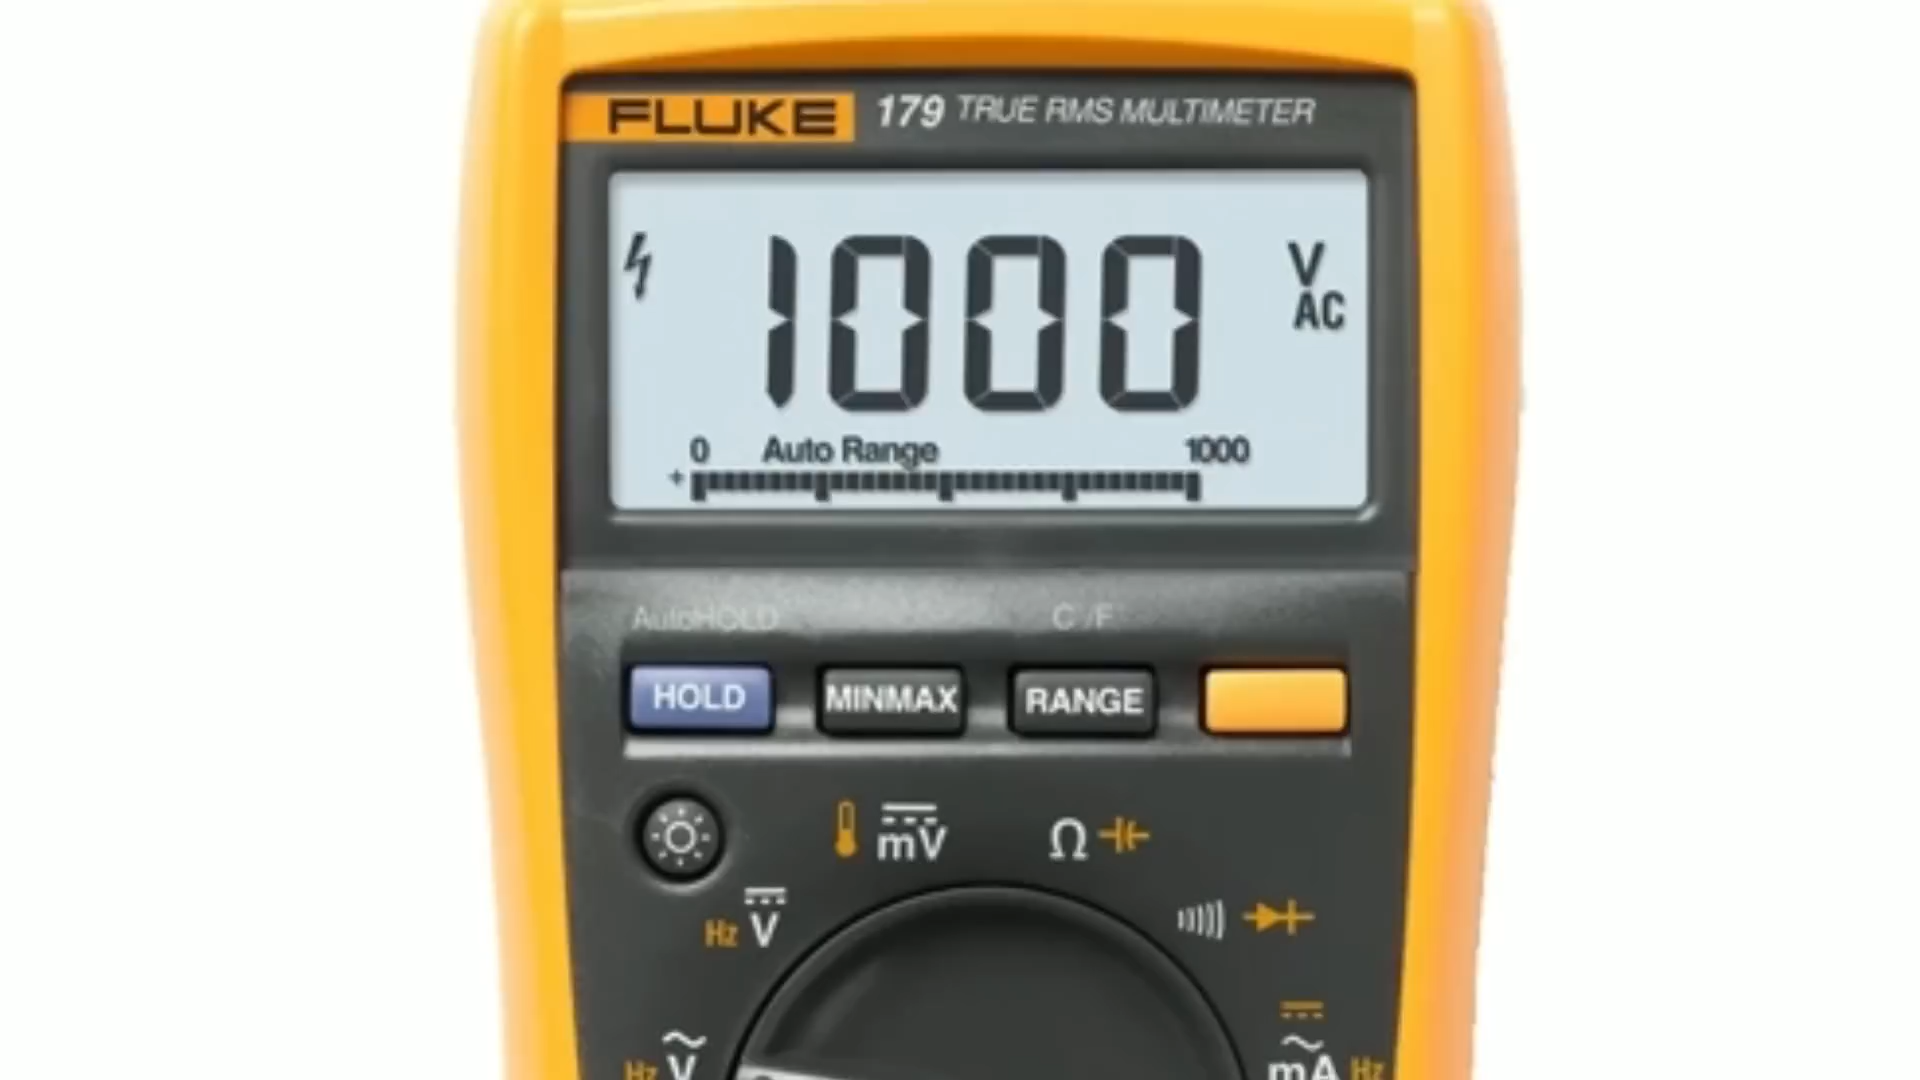 FLUKE 179 TRUE RMS MULTIMETER
1000 V
AC
0 Auto Range 1000
+
AutoHOLD C /F
HOLD MINMAX RANGE
mV Ω
Hz V
Hz V mA Hz